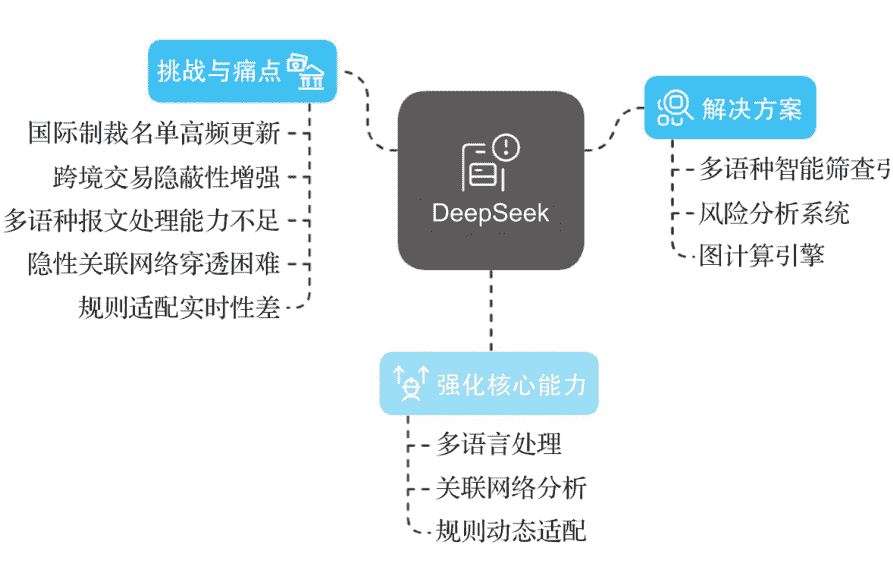 挑战与痛点
国际制裁名单高频更新
跨境交易隐蔽性增强
多语种报文处理能力不足
隐性关联网络穿透困难
规则适配实时性差
DeepSeek
解决方案
多语种智能筛查引
风险分析系统
图计算引擎
强化核心能力
多语言处理
关联网络分析
规则动态适配